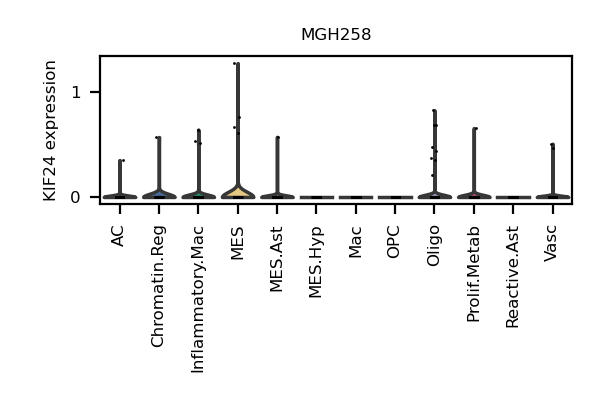 MGH258
KIF24 expression
1
0
AC
Chromatin.Reg
Inflammatory.Mac
MES
MES.Ast
MES.Hyp
Mac
OPC
Oligo
Prolif.Metab
Reactive.Ast
Vasc